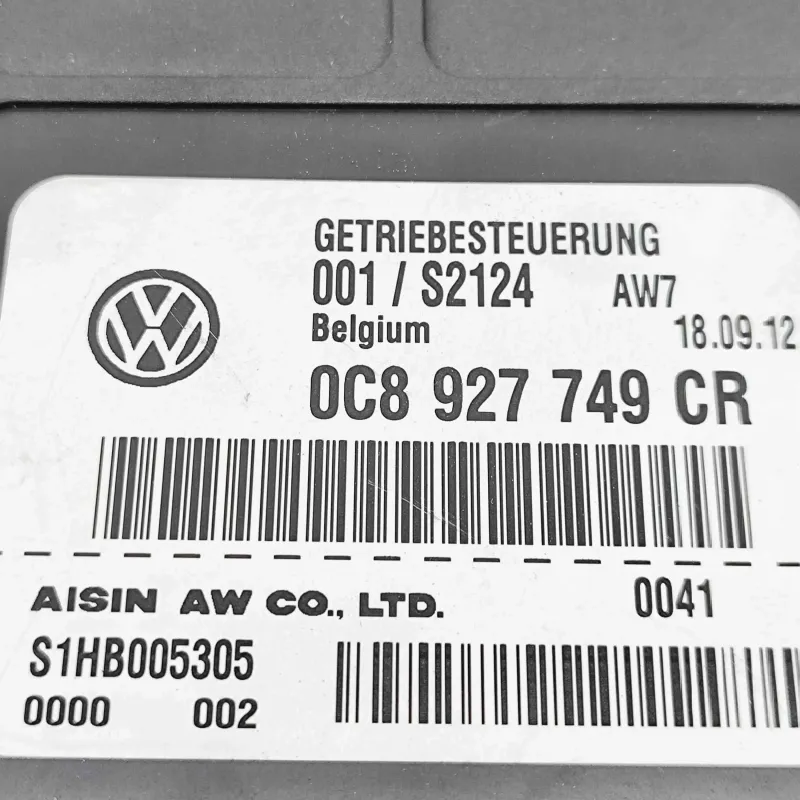 GETRIEBESTEUERUNG
001 / S2124 AW7
Belgium 18.09.12
0C8 927 749 CR
AISIN AW CO., LTD. 0041
S1HB005305
0000 002